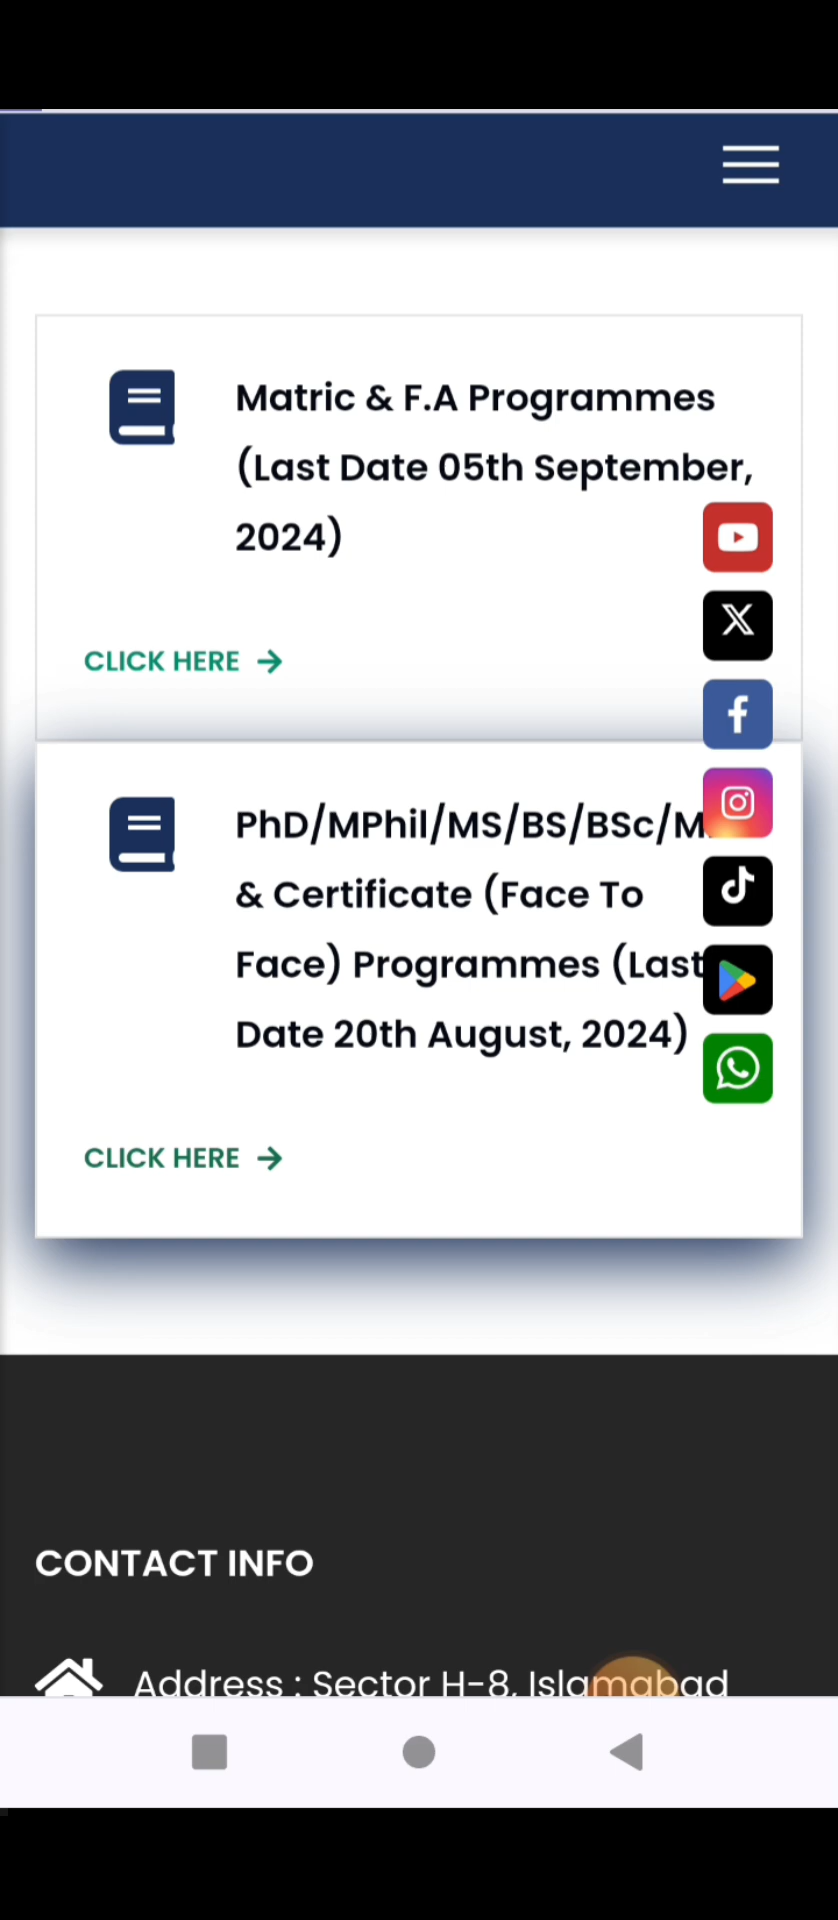 Matric & F.A Programmes
(Last Date 05th September,
2024)
CLICK HERE
PhD/MPhil/MS/BS/BSc/M
& Certificate (Face To
Face) Programmes (Last
Date 20th August, 2024)
CLICK HERE
CONTACT INFO
Address : Sector H-8, Islamabad